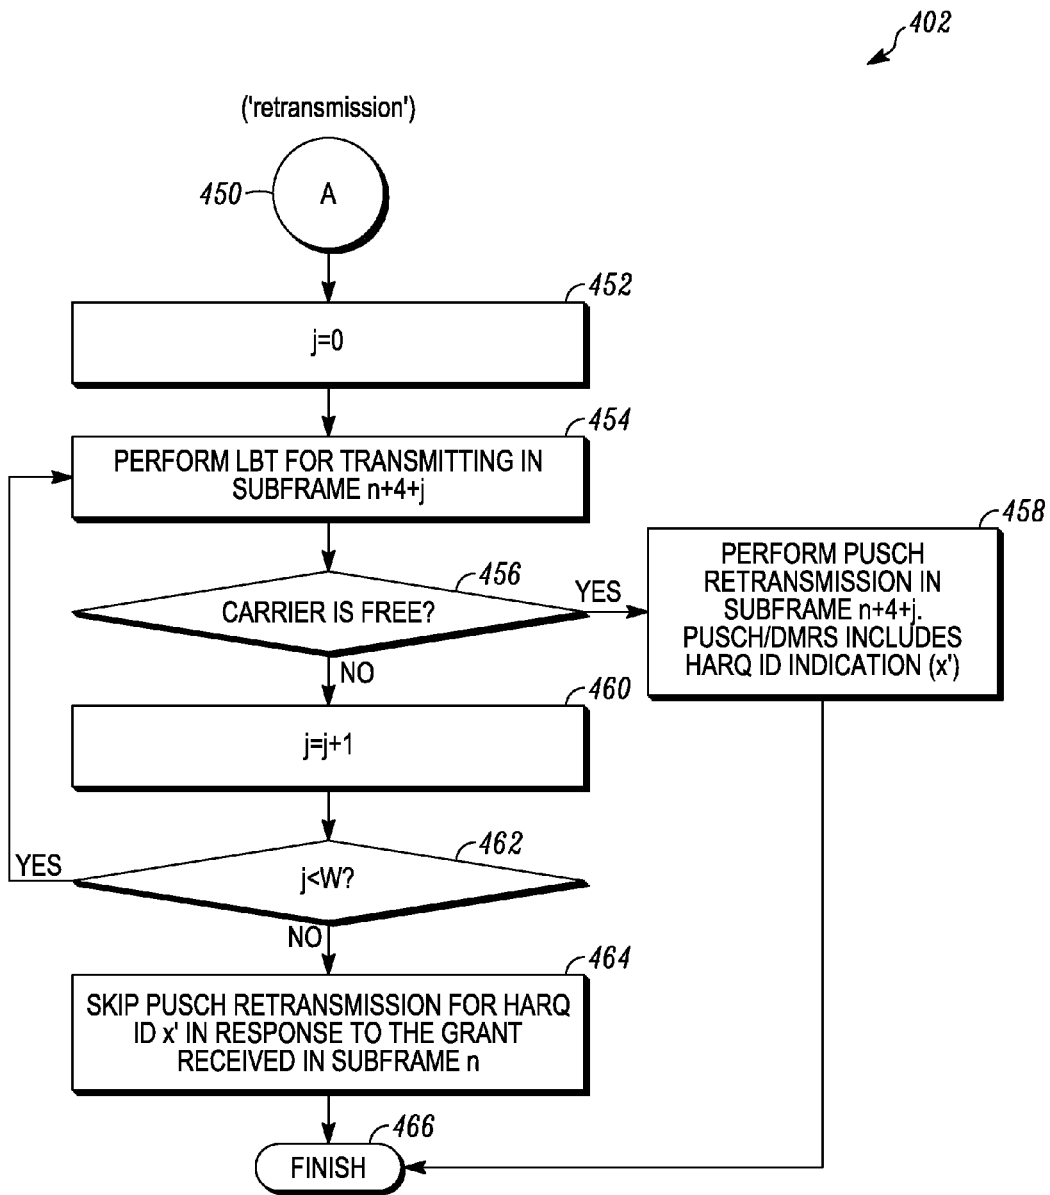 402
('retransmission')
450
A
452
j=0
454
PERFORM LBT FOR TRANSMITTING IN
SUBFRAME n+4+j
456
CARRIER IS FREE?
YES
458
PERFORM PUSCH
RETRANSMISSION IN
SUBFRAME n+4+j.
PUSCH/DMRS INCLUDES
HARQ ID INDICATION (x')
NO
460
j=j+1
462
YES
j<W?
NO
464
SKIP PUSCH RETRANSMISSION FOR HARQ
ID x' IN RESPONSE TO THE GRANT
RECEIVED IN SUBFRAME n
466
FINISH